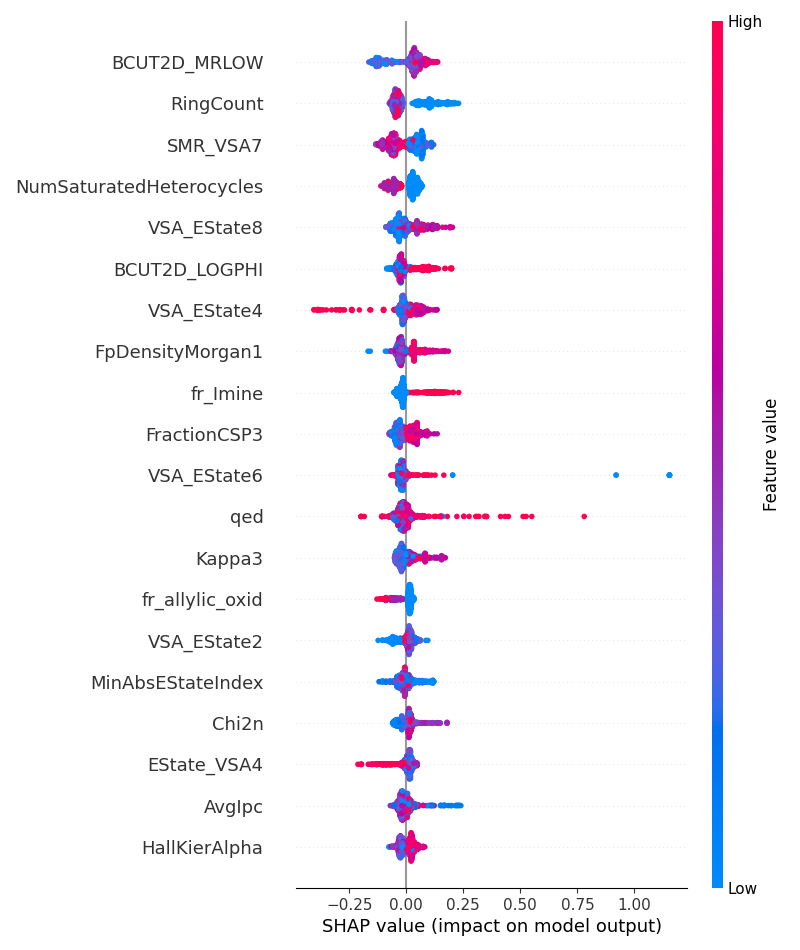 High
BCUT2D_MRLOW
RingCount
SMR_VSA7
NumSaturatedHeterocycles
VSA_EState8
BCUT2D_LOGPHI
VSA_EState4
FpDensityMorgan1
fr_Imine
FractionCSP3
VSA_EState6
qed
Kappa3
fr_allylic_oxid
VSA_EState2
MinAbsEStateIndex
Chi2n
EState_VSA4
AvgIpc
HallKierAlpha
Feature value
Low
−0.25 0.00 0.25 0.50 0.75 1.00
SHAP value (impact on model output)